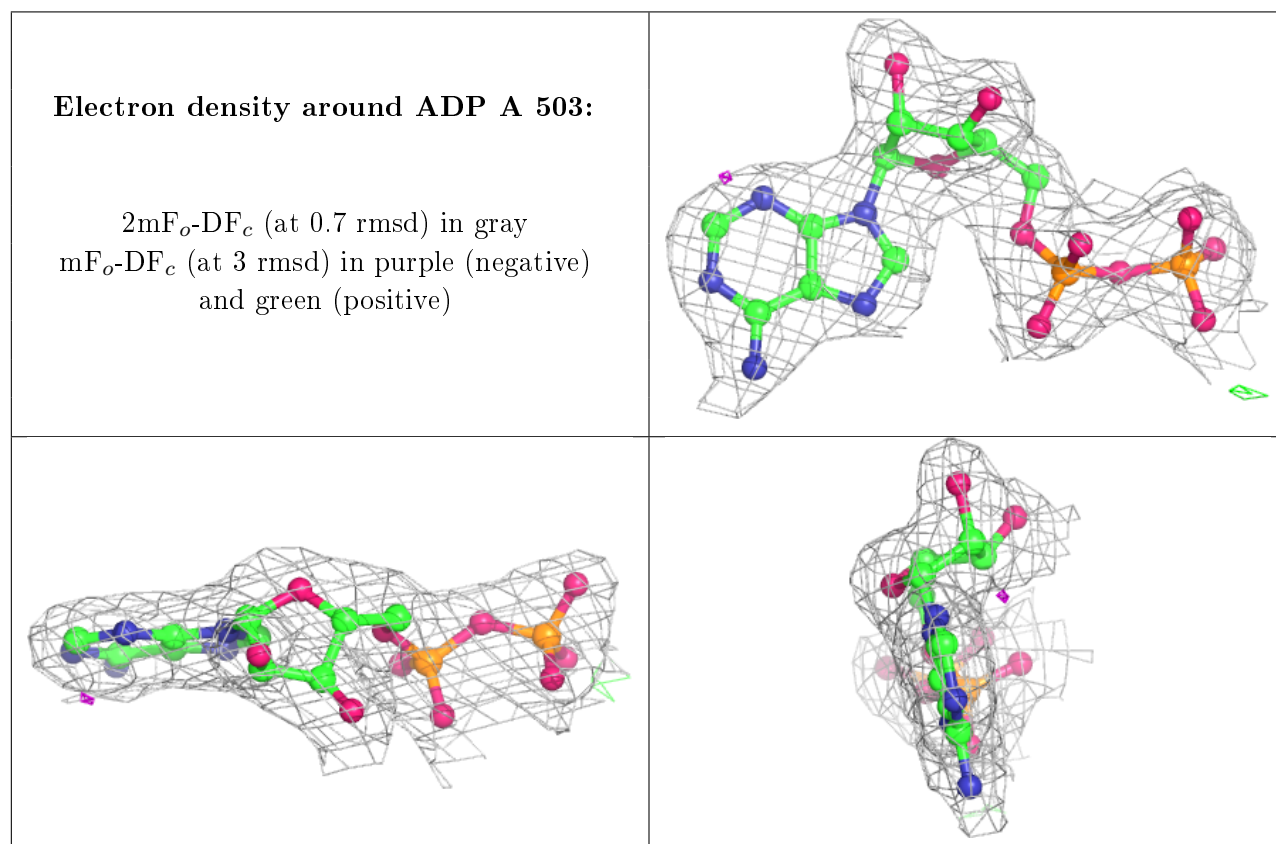 Electron density around ADP A 503:
2mFₒ-DF𝒸 (at 0.7 rmsd) in gray
mFₒ-DF𝒸 (at 3 rmsd) in purple (negative)
and green (positive)